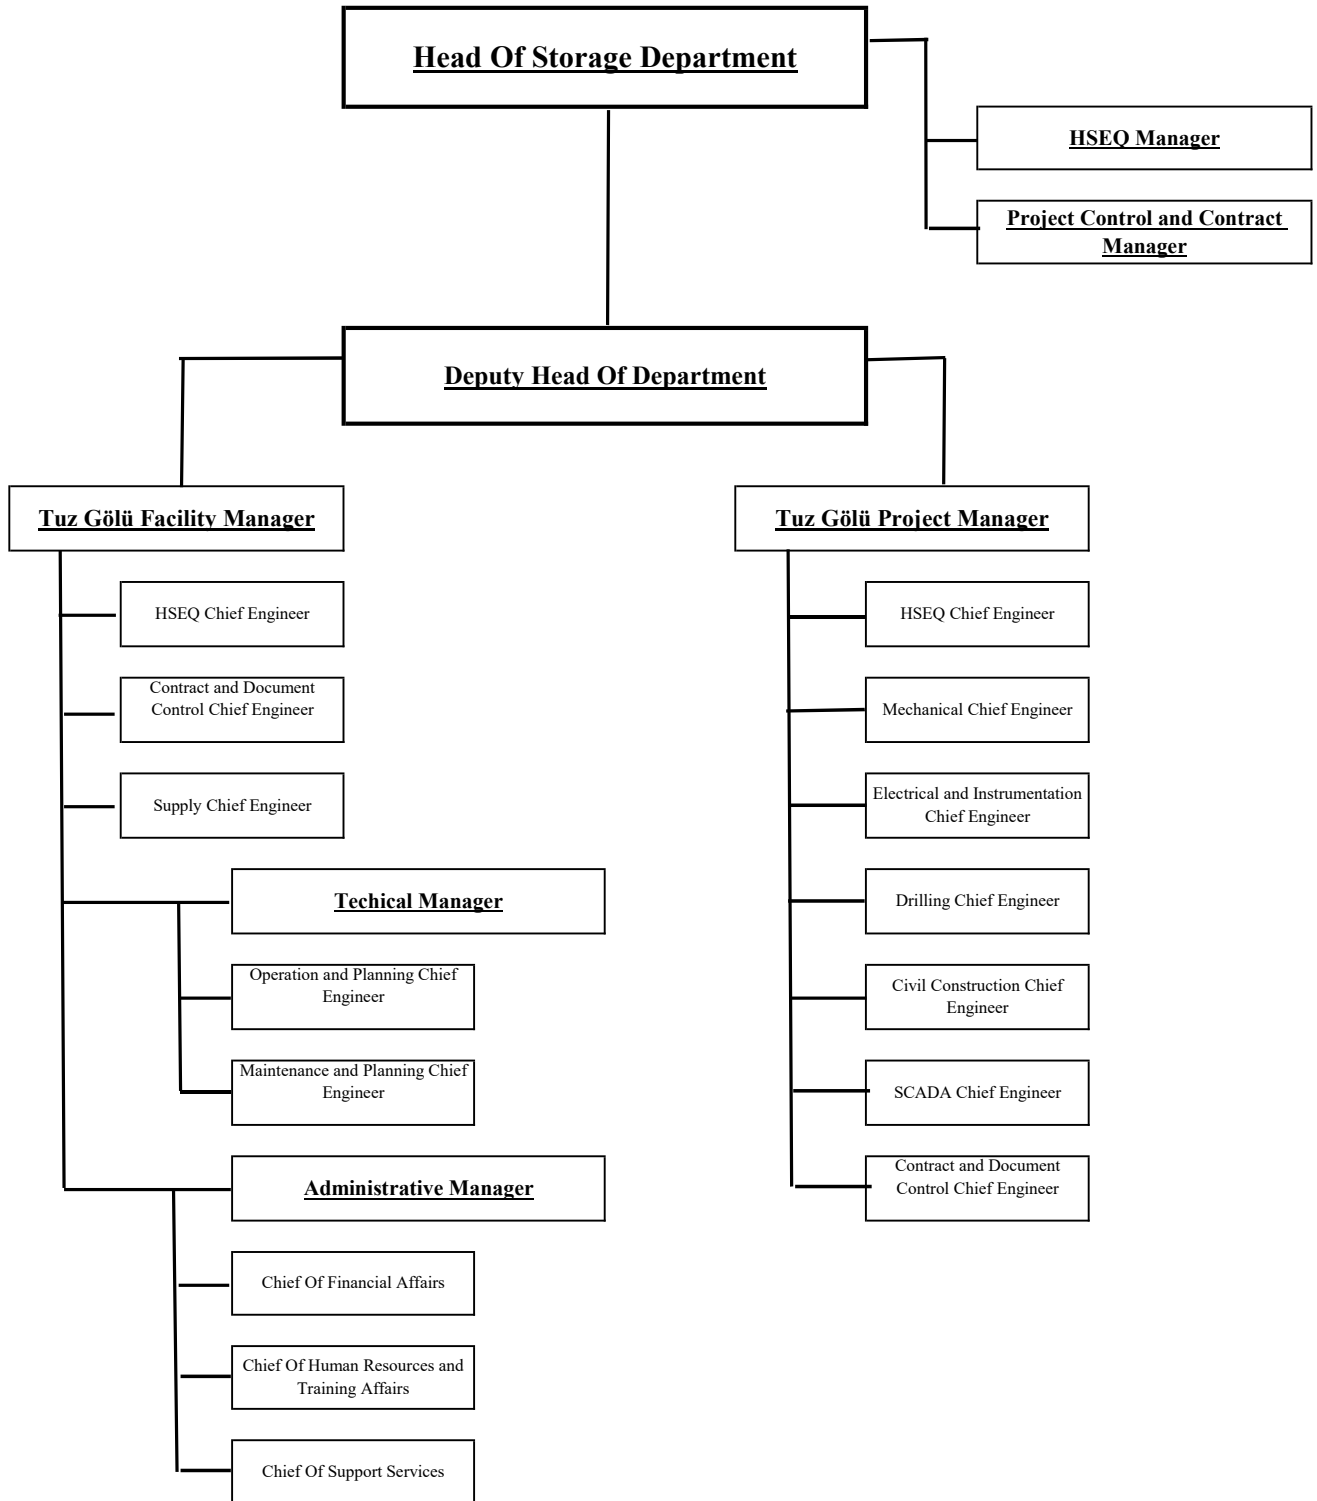 Head Of Storage Department
HSEQ Manager
Project Control and Contract
Manager
Deputy Head Of Department
Tuz Gölü Facility Manager
Tuz Gölü Project Manager
HSEQ Chief Engineer
HSEQ Chief Engineer
Contract and Document
Control Chief Engineer
Mechanical Chief Engineer
Supply Chief Engineer
Electrical and Instrumentation
Chief Engineer
Techical Manager
Drilling Chief Engineer
Operation and Planning Chief
Engineer
Civil Construction Chief
Engineer
Maintenance and Planning Chief
Engineer
SCADA Chief Engineer
Administrative Manager
Contract and Document
Control Chief Engineer
Chief Of Financial Affairs
Chief Of Human Resources and
Training Affairs
Chief Of Support Services